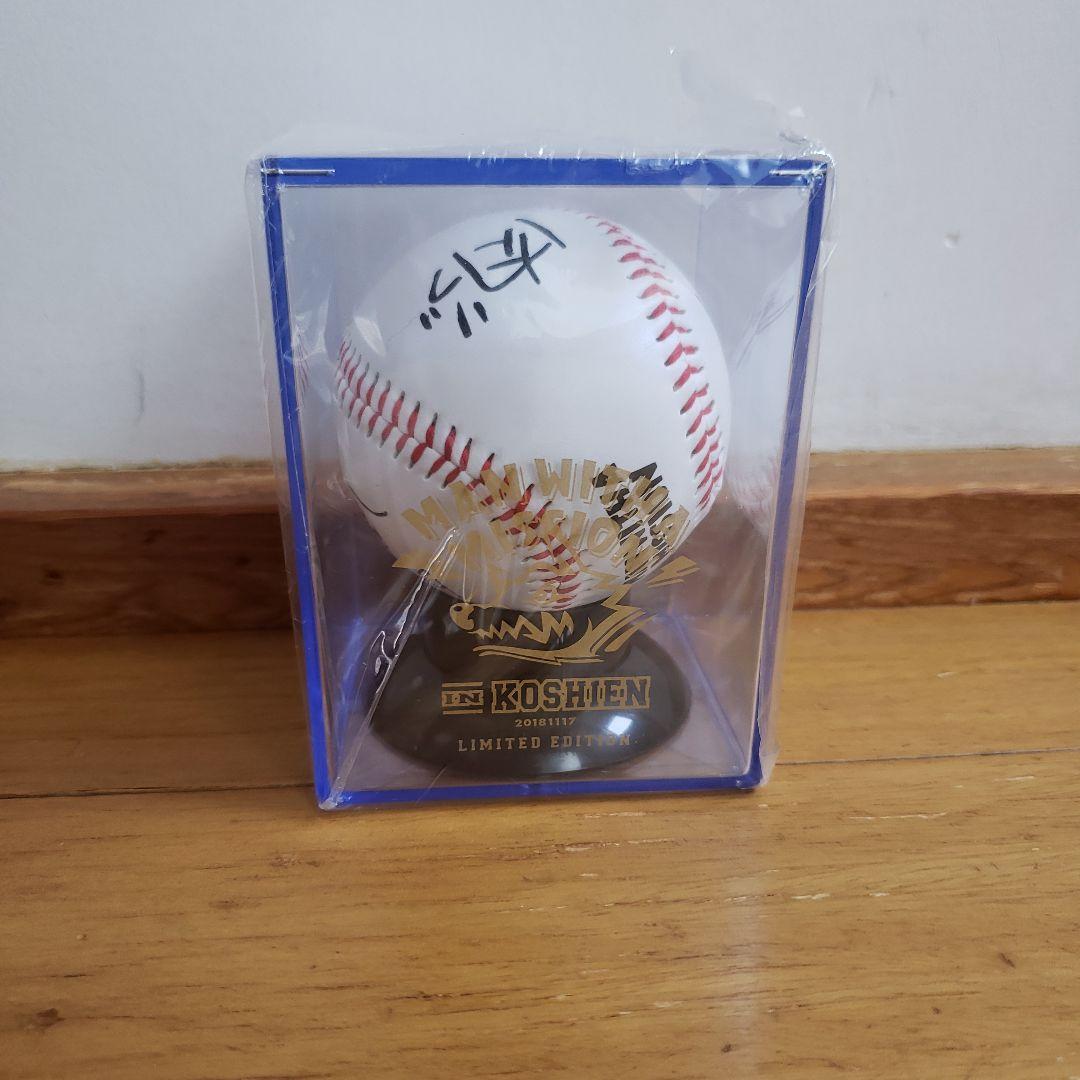 MAN WITH A
MISSION
IN KOSHIEN
20181117
LIMITED EDITION